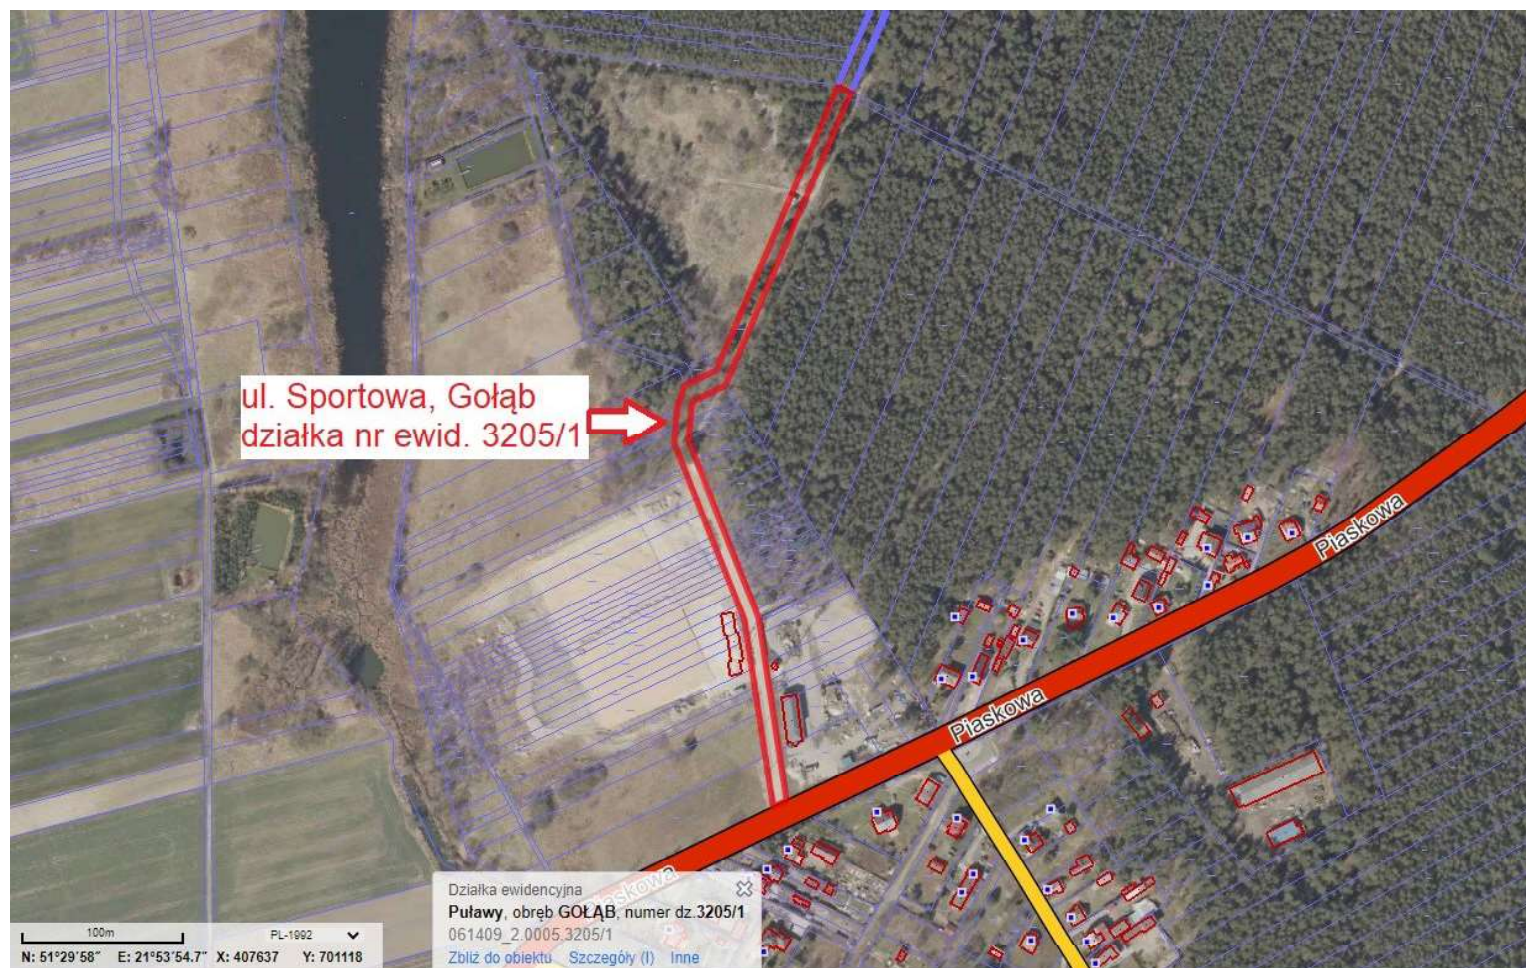 ul. Sportowa, Gołąb
działka nr ewid. 3205/1
Piaskowa
Piaskowa
Piaskowa
Działka ewidencyjna
Puławy, obręb GOŁĄB, numer dz.3205/1
061409_2.0005.3205/1
Zbliż do obiektu Szczegóły (I) Inne
100m
PL-1992
N: 51°29'58" E: 21°53'54.7" X: 407637 Y: 701118